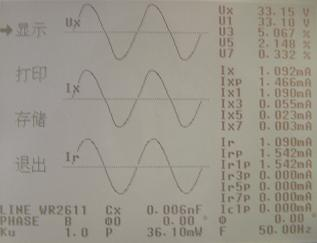 Ux 33.15 V
显示 Ux U1 33.10 V
U3 5.067 %
U5 2.148 %
U7 0.332 %
打印 Ix 1.092mA
Ixp 1.466mA
Ix Ix1 1.090mA
Ix3 0.055mA
存储 Ix5 0.023mA
Ix7 0.003mA
Ir 1.090mA
Irp 1.542mA
退出 Ir Ir1p 1.542mA
Ir3p 0.000mA
Ir5p 0.000mA
Ir7p 0.000mA
LINE WR2611 Cx 0.006nF Ic1p 0.000mA
PHASE B Φ0 0.00 ° Φ 0.00 °
Ku 1.0 P 36.10mW F 50.00Hz